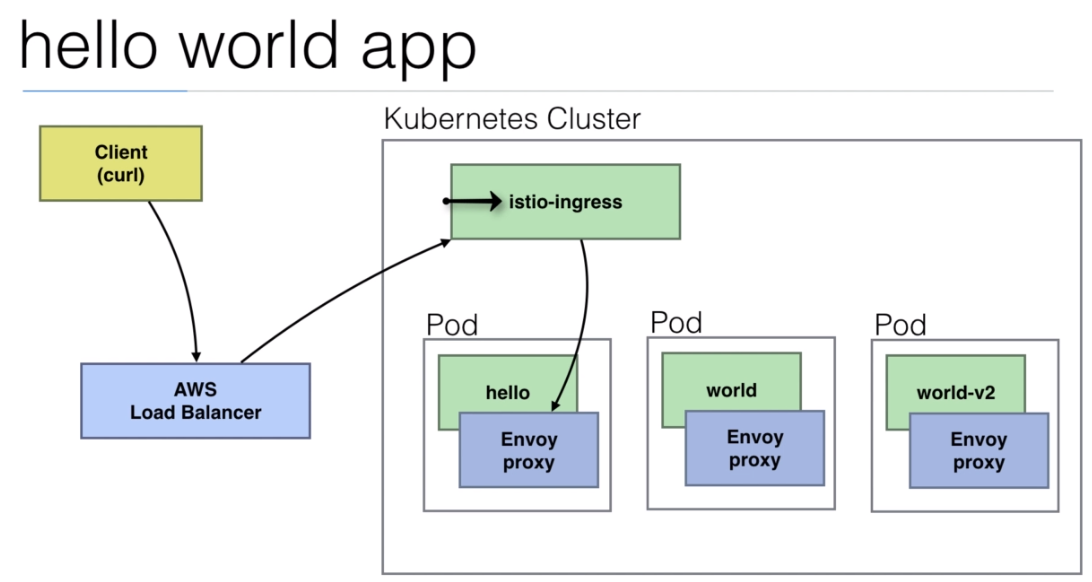 hello world app
Kubernetes Cluster
Client
(curl)
istio-ingress
AWS
Load Balancer
Pod
hello
Envoy
proxy
Pod
world
Envoy
proxy
Pod
world-v2
Envoy
proxy